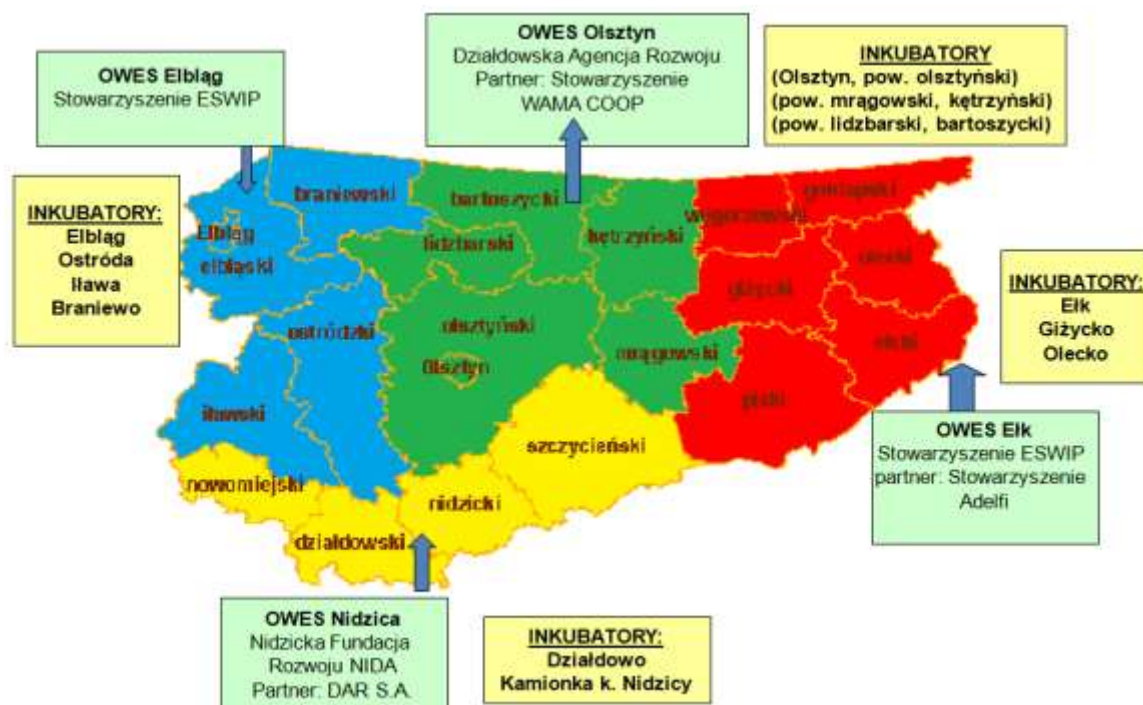 OWES Elbląg
Stowarzyszenie ESWIP
OWES Olsztyn
Działdowska Agencja Rozwoju
Partner: Stowarzyszenie
WAMA COOP
INKUBATORY
(Olsztyn, pow. olsztyński)
(pow. mrągowski, kętrzyński)
(pow. lidzbarski, bartoszycki)
INKUBATORY:
Elbląg
Ostróda
Iława
Braniewo
braniewski
bartoszycki
gołdapski
węgorzewski
Elbląg
lidzbarski
kętrzyński
elbląski
olecki
giżycki
ostródzki
olsztyński
mrągowski
ełcki
Olsztyn
piski
iławski
szczycieński
nowomiejski
nidzicki
działdowski
INKUBATORY:
Ełk
Giżycko
Olecko
OWES Ełk
Stowarzyszenie ESWIP
partner: Stowarzyszenie
Adelfi
OWES Nidzica
Nidzicka Fundacja
Rozwoju NIDA
Partner: DAR S.A.
INKUBATORY:
Działdowo
Kamionka k. Nidzicy